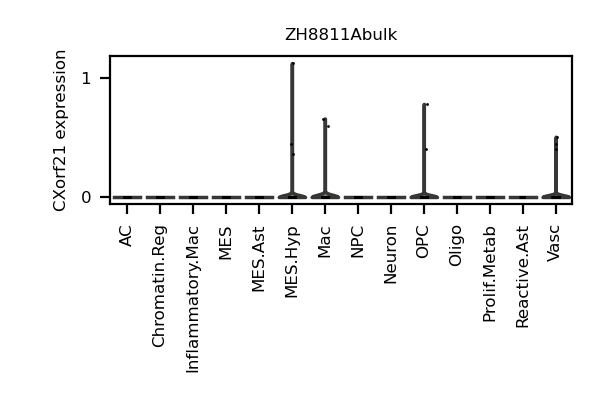 ZH8811Abulk
CXorf21 expression
1
0
AC
Chromatin.Reg
Inflammatory.Mac
MES
MES.Ast
MES.Hyp
Mac
NPC
Neuron
OPC
Oligo
Prolif.Metab
Reactive.Ast
Vasc